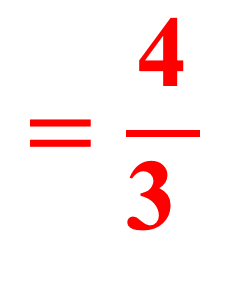 = 4/3